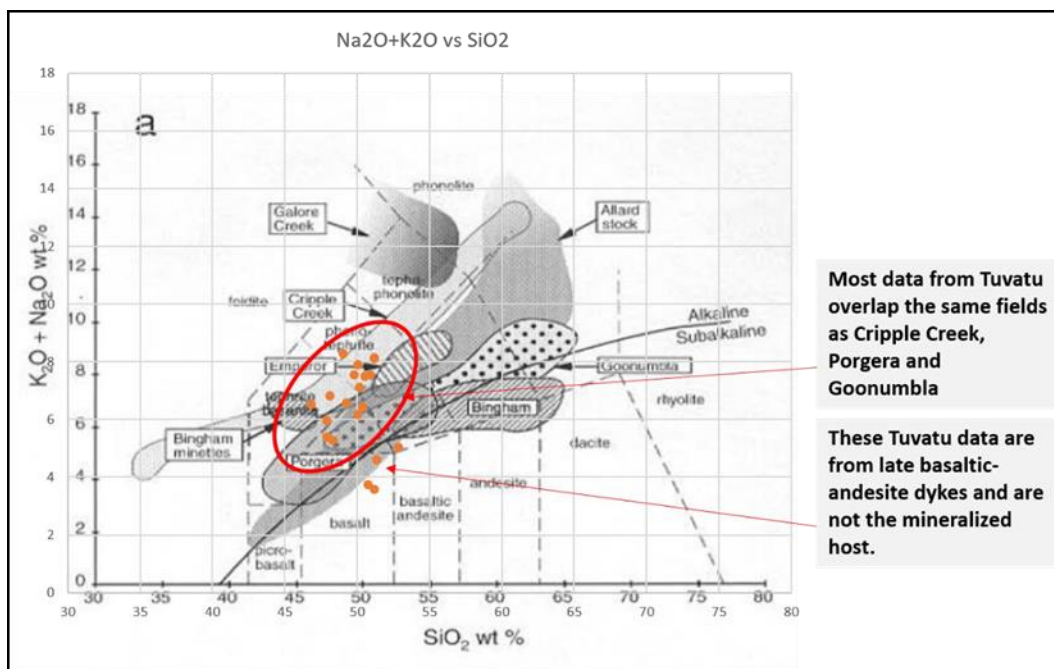 Na2O+K2O vs SiO2
a
18
16
14
12
10
8
6
4
2
0
18
16
14
12
10
8
6
4
2
0
K2O + Na2O wt.%
phonolite
Galore
Creek
Allard
stock
tephra
phonolite
foidite
Cripple
Creek
Alkaline
Subalkaline
Emperor
Goonumbla
Bingham
rhyolite
Bingham
minettes
Porgera
dacite
andesite
basaltic
andesite
basalt
picro-
basalt
30 35 40 45 50 55 60 65 70 75 80
30 35 40 45 50 55 60 65 70 75 80
SiO2 wt %
Most data from Tuvatu
overlap the same fields
as Cripple Creek,
Porgera and
Goonumbla
These Tuvatu data are
from late basaltic-
andesite dykes and are
not the mineralized
host.